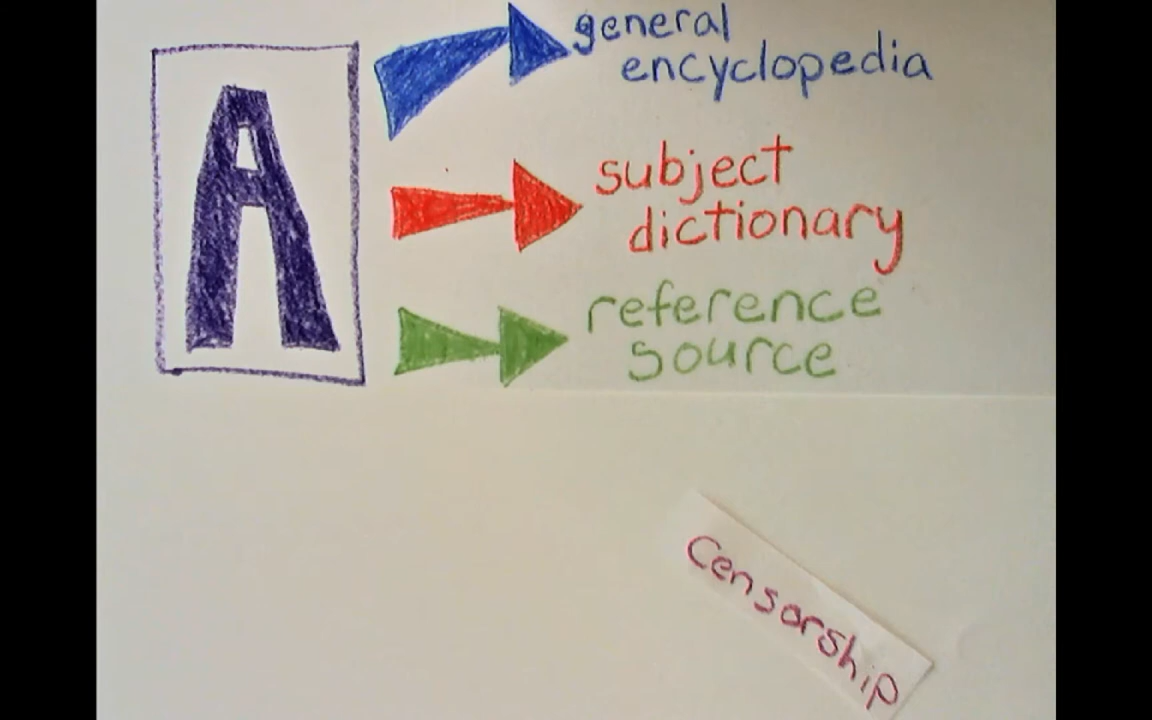 A
general
encyclopedia
subject
dictionary
reference
source
Censorship